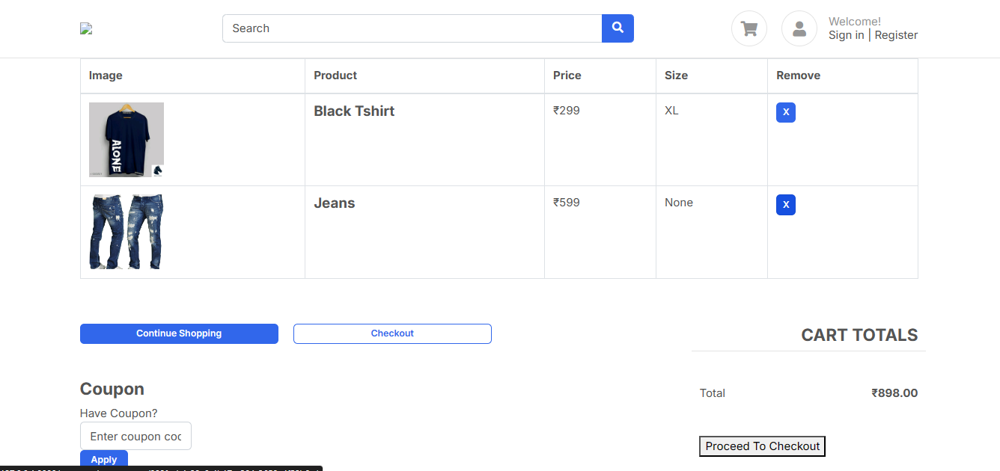 Search
Welcome!
Sign in | Register
Image Product Price Size Remove
ALONE
Black Tshirt ₹299 XL X
Jeans ₹599 None X
Continue Shopping Checkout
CART TOTALS
Coupon
Total ₹898.00
Have Coupon?
Enter coupon coc
Proceed To Checkout
Apply